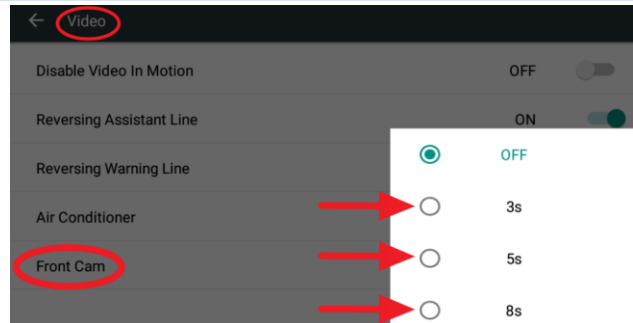 Video
Disable Video In Motion OFF
Reversing Assistant Line ON
Reversing Warning Line
OFF
Air Conditioner
3s
Front Cam
5s
8s